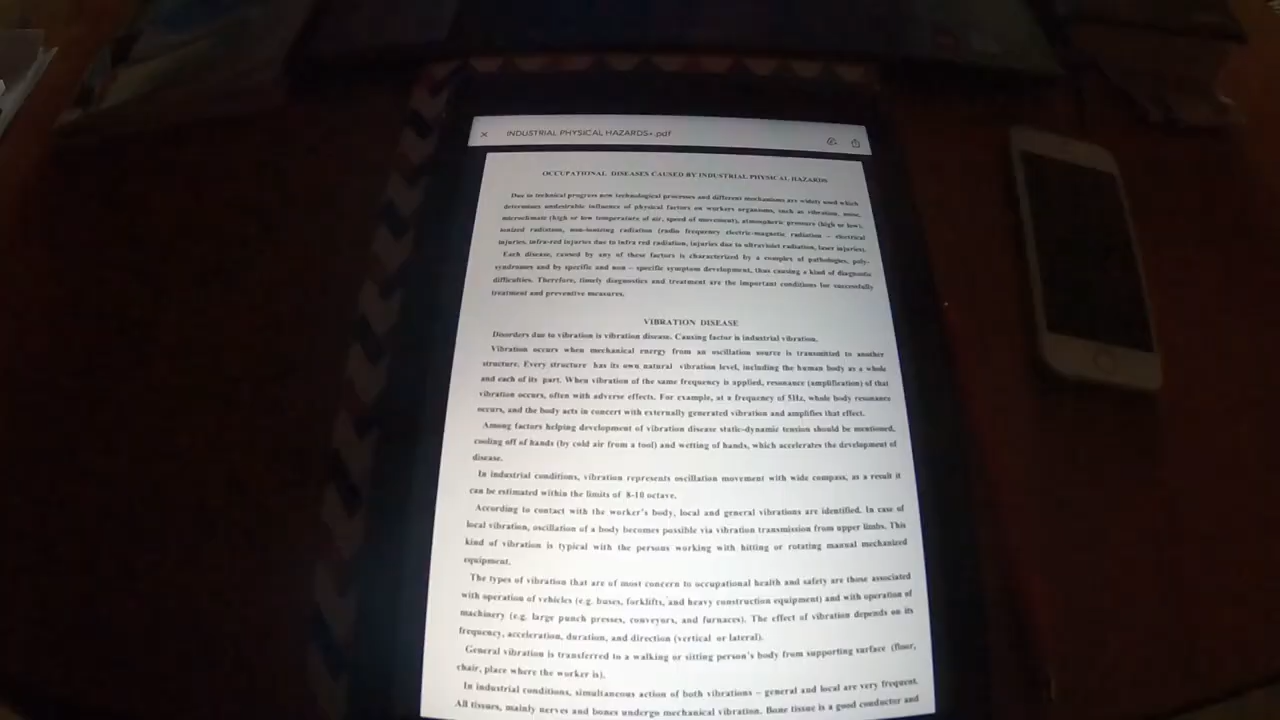 INDUSTRIAL PHYSICAL HAZARDS+.pdf
OCCUPATIONAL DISEASES CAUSED BY INDUSTRIAL PHYSICAL HAZARDS
Due to technical progress new technological processes and different mechanisms are widely used which
determines undesirable influence of physical factors on workers organisms, such as vibration, noise,
microclimate (high or low temperature of air, speed of movement), atmospheric pressure (high or low),
ionized radiation, non-ionizing radiation (radio frequency electric-magnetic radiation – electrical
injuries, infra-red injuries due to infra red radiation, injuries due to ultraviolet radiation, laser injuries).
Each disease, caused by any of these factors is characterized by a complex of pathologies, poly-
syndromes and by specific and non – specific symptom development, thus causing a kind of diagnostic
difficulties. Therefore, timely diagnostics and treatment are the important conditions for successfully
treatment and preventive measures.
VIBRATION DISEASE
Disorders due to vibration is vibration disease. Causing factor is industrial vibration.
Vibration occurs when mechanical energy from an oscillation source is transmitted to another
structure. Every structure has its own natural vibration level, including the human body as a whole
and each of its part. When vibration of the same frequency is applied, resonance (amplification) of that
vibration occurs, often with adverse effects. For example, at a frequency of 5Hz, whole body resonance
occurs, and the body acts in concert with externally generated vibration and amplifies that effect.
Among factors helping development of vibration disease static-dynamic tension should be mentioned,
cooling off of hands (by cold air from a tool) and wetting of hands, which accelerates the development of
disease.
In industrial conditions, vibration represents oscillation movement with wide compass, as a result it
can be estimated within the limits of 8-10 octave.
According to contact with the worker's body, local and general vibrations are identified. In case of
local vibration, oscillation of a body becomes possible via vibration transmission from upper limbs. This
kind of vibration is typical with the persons working with hitting or rotating manual mechanized
equipment.
The types of vibration that are of most concern to occupational health and safety are those associated
with operation of vehicles (e.g. buses, forklifts, and heavy construction equipment) and with operation of
machinery (e.g. large punch presses, conveyors, and furnaces). The effect of vibration depends on its
frequency, acceleration, duration, and direction (vertical or lateral).
General vibration is transferred to a walking or sitting person's body from supporting surface (floor,
chair, place where the worker is).
In industrial conditions, simultaneous action of both vibrations – general and local are very frequent.
All tissues, mainly nerves and bones undergo mechanical vibration. Bone tissue is a good conductor and